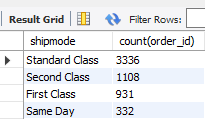 Result Grid Filter Rows:
shipmode count(order_id)
Standard Class 3336
Second Class 1108
First Class 931
Same Day 332